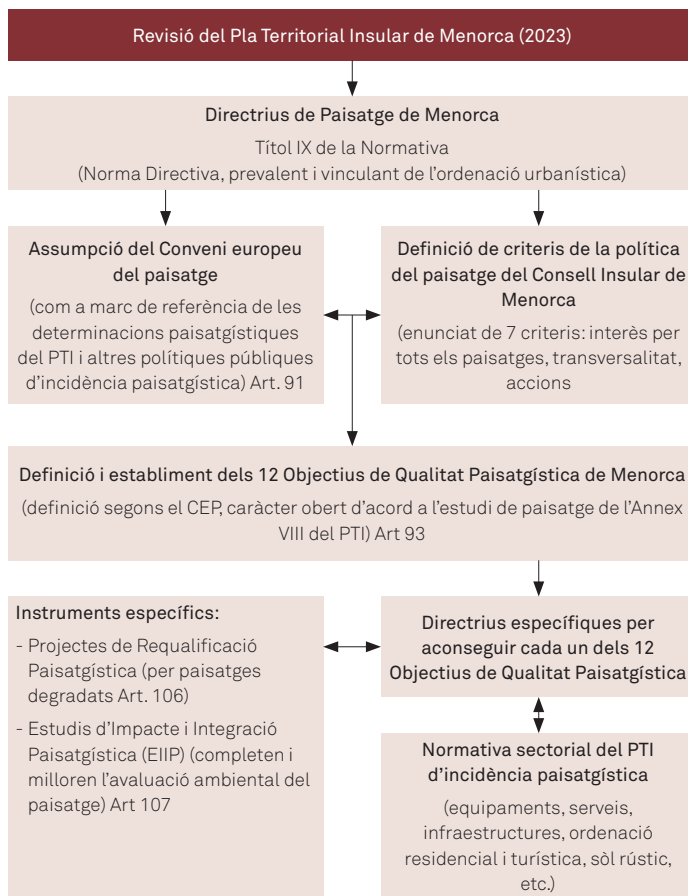 Revisió del Pla Territorial Insular de Menorca (2023)
Directrius de Paisatge de Menorca
Títol IX de la Normativa
(Norma Directiva, prevalent i vinculant de l'ordenació urbanística)
Assumpció del Conveni europeu
del paisatge
(com a marc de referència de les
determinacions paisatgístiques
del PTI i altres polítiques públiques
d'incidència paisatgística) Art. 91
Definició de criteris de la política
del paisatge del Consell Insular de
Menorca
(enunciat de 7 criteris: interès per
tots els paisatges, transversalitat,
accions
Definició i establiment dels 12 Objectius de Qualitat Paisatgística de Menorca
(definició segons el CEP, caràcter obert d'acord a l'estudi de paisatge de l'Annex
VIII del PTI) Art 93
Instruments específics:
- Projectes de Requalificació
Paisatgística (per paisatges
degradats Art. 106)
- Estudis d'Impacte i Integració
Paisatgística (EIIP) (completen i
milloren l'avaluació ambiental del
paisatge) Art 107
Directrius específiques per
aconseguir cada un dels 12
Objectius de Qualitat Paisatgística
Normativa sectorial del PTI
d'incidència paisatgística
(equipaments, serveis,
infraestructures, ordenació
residencial i turística, sòl rústic,
etc.)